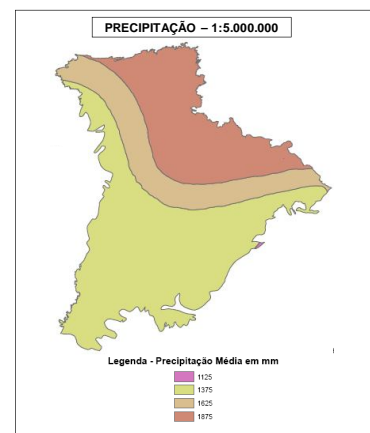 PRECIPITAÇÃO – 1:5.000.000
Legenda - Precipitação Média em mm
1125
1375
1625
1875